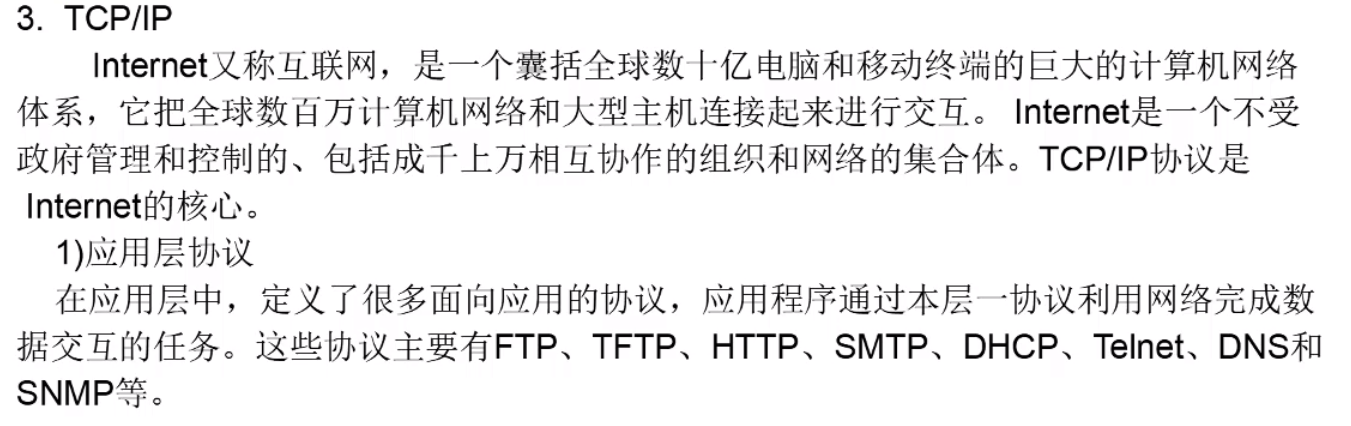 3. TCP/IP
Internet又称互联网，是一个囊括全球数十亿电脑和移动终端的巨大的计算机网络
体系，它把全球数百万计算机网络和大型主机连接起来进行交互。 Internet是一个不受
政府管理和控制的、包括成千上万相互协作的组织和网络的集合体。TCP/IP协议是
Internet的核心。
1)应用层协议
在应用层中，定义了很多面向应用的协议，应用程序通过本层一协议利用网络完成数
据交互的任务。这些协议主要有FTP、TFTP、HTTP、SMTP、DHCP、Telnet、DNS和
SNMP等。